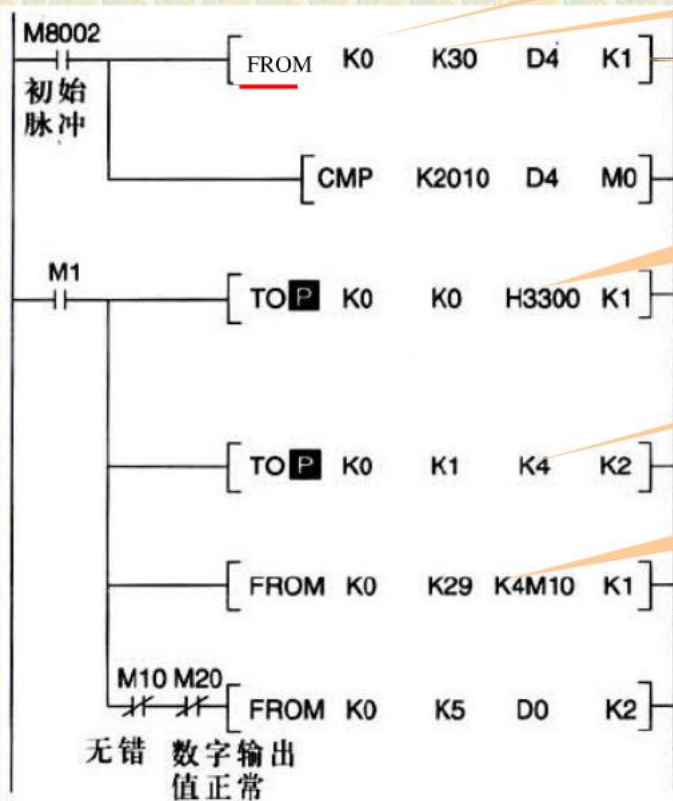 M8002
FROM K0 K30 D4 K1
初始
脉冲
CMP K2010 D4 M0
M1
TO P K0 K0 H3300 K1
TO P K0 K1 K4 K2
FROM K0 K29 K4M10 K1
M10 M20
FROM K0 K5 D0 K2
无错 数字输出
值正常